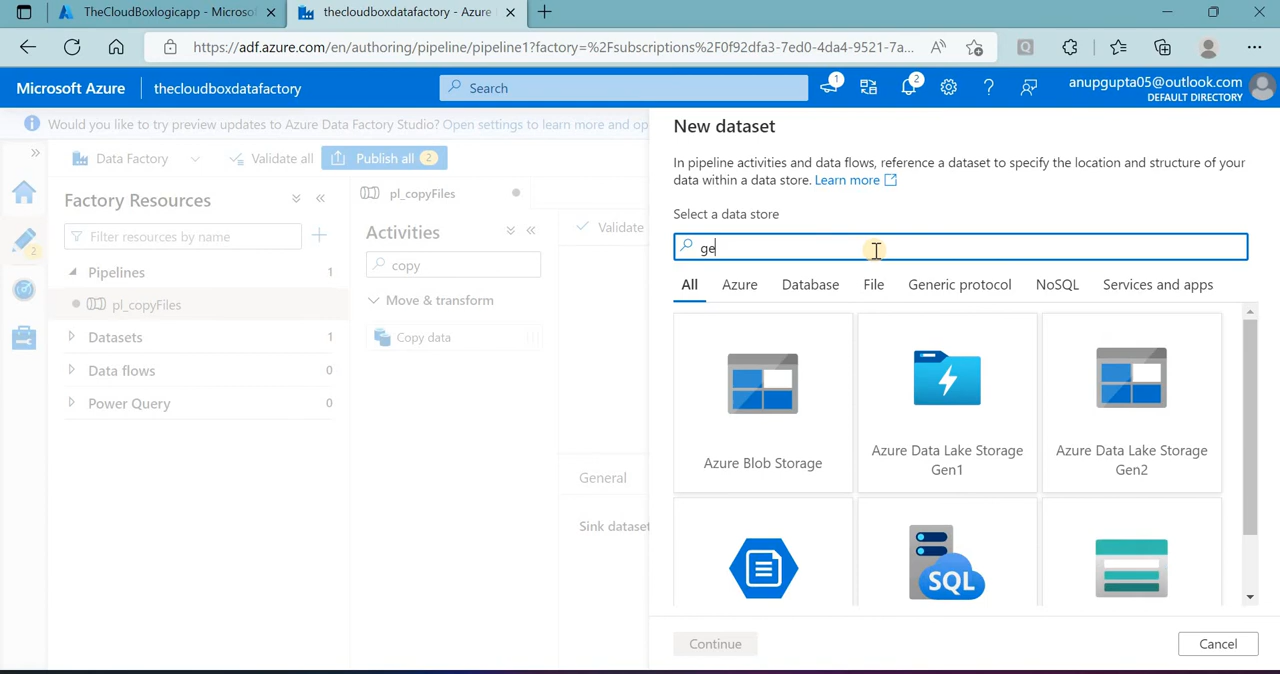 TheCloudBoxlogicapp - Microsof
thecloudboxdatafactory - Azure
https://adf.azure.com/en/authoring/pipeline/pipeline1?factory=%2Fsubscriptions%2F0f92dfa3-7ed0-4da4-9521-7a...
Microsoft Azure
thecloudboxdatafactory
Search
1
2
anupgupta05@outlook.com
DEFAULT DIRECTORY
Would you like to try preview updates to Azure Data Factory Studio? Open settings to learn more and op
Data Factory
Validate all
Publish all 2
2
Factory Resources
Filter resources by name
Pipelines 1
pl_copyFiles
Datasets 1
Data flows 0
Power Query 0
pl_copyFiles
Activities
copy
Move & transform
Copy data
Validate
General
Sink dataset
New dataset
In pipeline activities and data flows, reference a dataset to specify the location and structure of your
data within a data store. Learn more
Select a data store
ge
All Azure Database File Generic protocol NoSQL Services and apps
Azure Blob Storage
Azure Data Lake Storage
Gen1
Azure Data Lake Storage
Gen2
SQL
Continue
Cancel